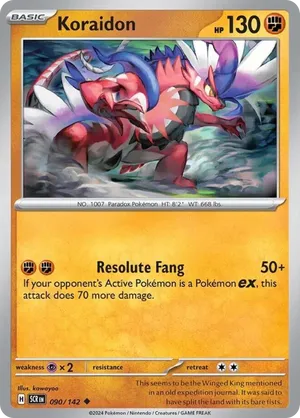 BASIC
Koraidon
HP 130
NO. 1007 Paradox Pokémon HT: 8'2" WT: 668 lbs.
Resolute Fang 50+
If your opponent's Active Pokémon is a Pokémon ex, this
attack does 70 more damage.
weakness ×2 resistance retreat
Illus. kawayoo
H SCR EN 090/142
This seems to be the Winged King mentioned
in an old expedition journal. It was said to
have split the land with its bare fists.
©2024 Pokémon / Nintendo / Creatures / GAME FREAK